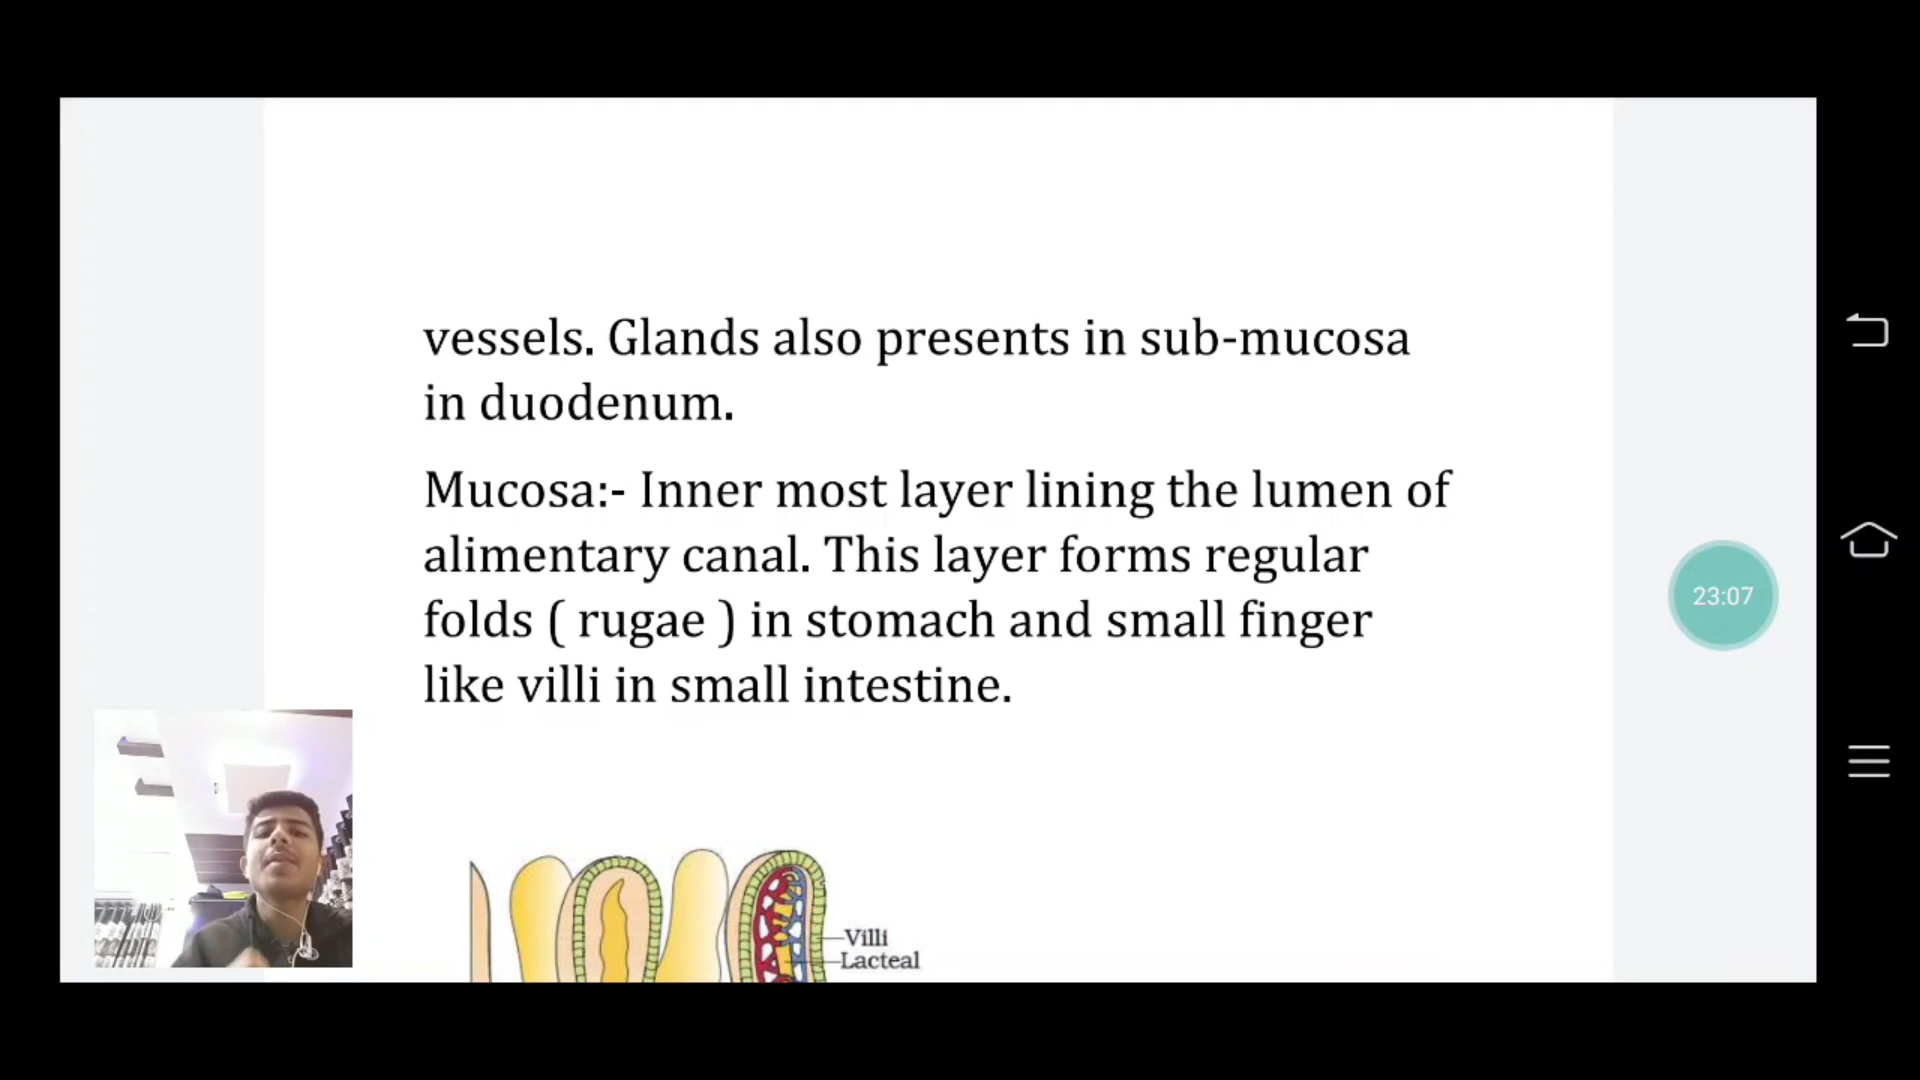 vessels. Glands also presents in sub-mucosa
in duodenum.
Mucosa:- Inner most layer lining the lumen of
alimentary canal. This layer forms regular
folds ( rugae ) in stomach and small finger
like villi in small intestine.
23:07
Villi
Lacteal